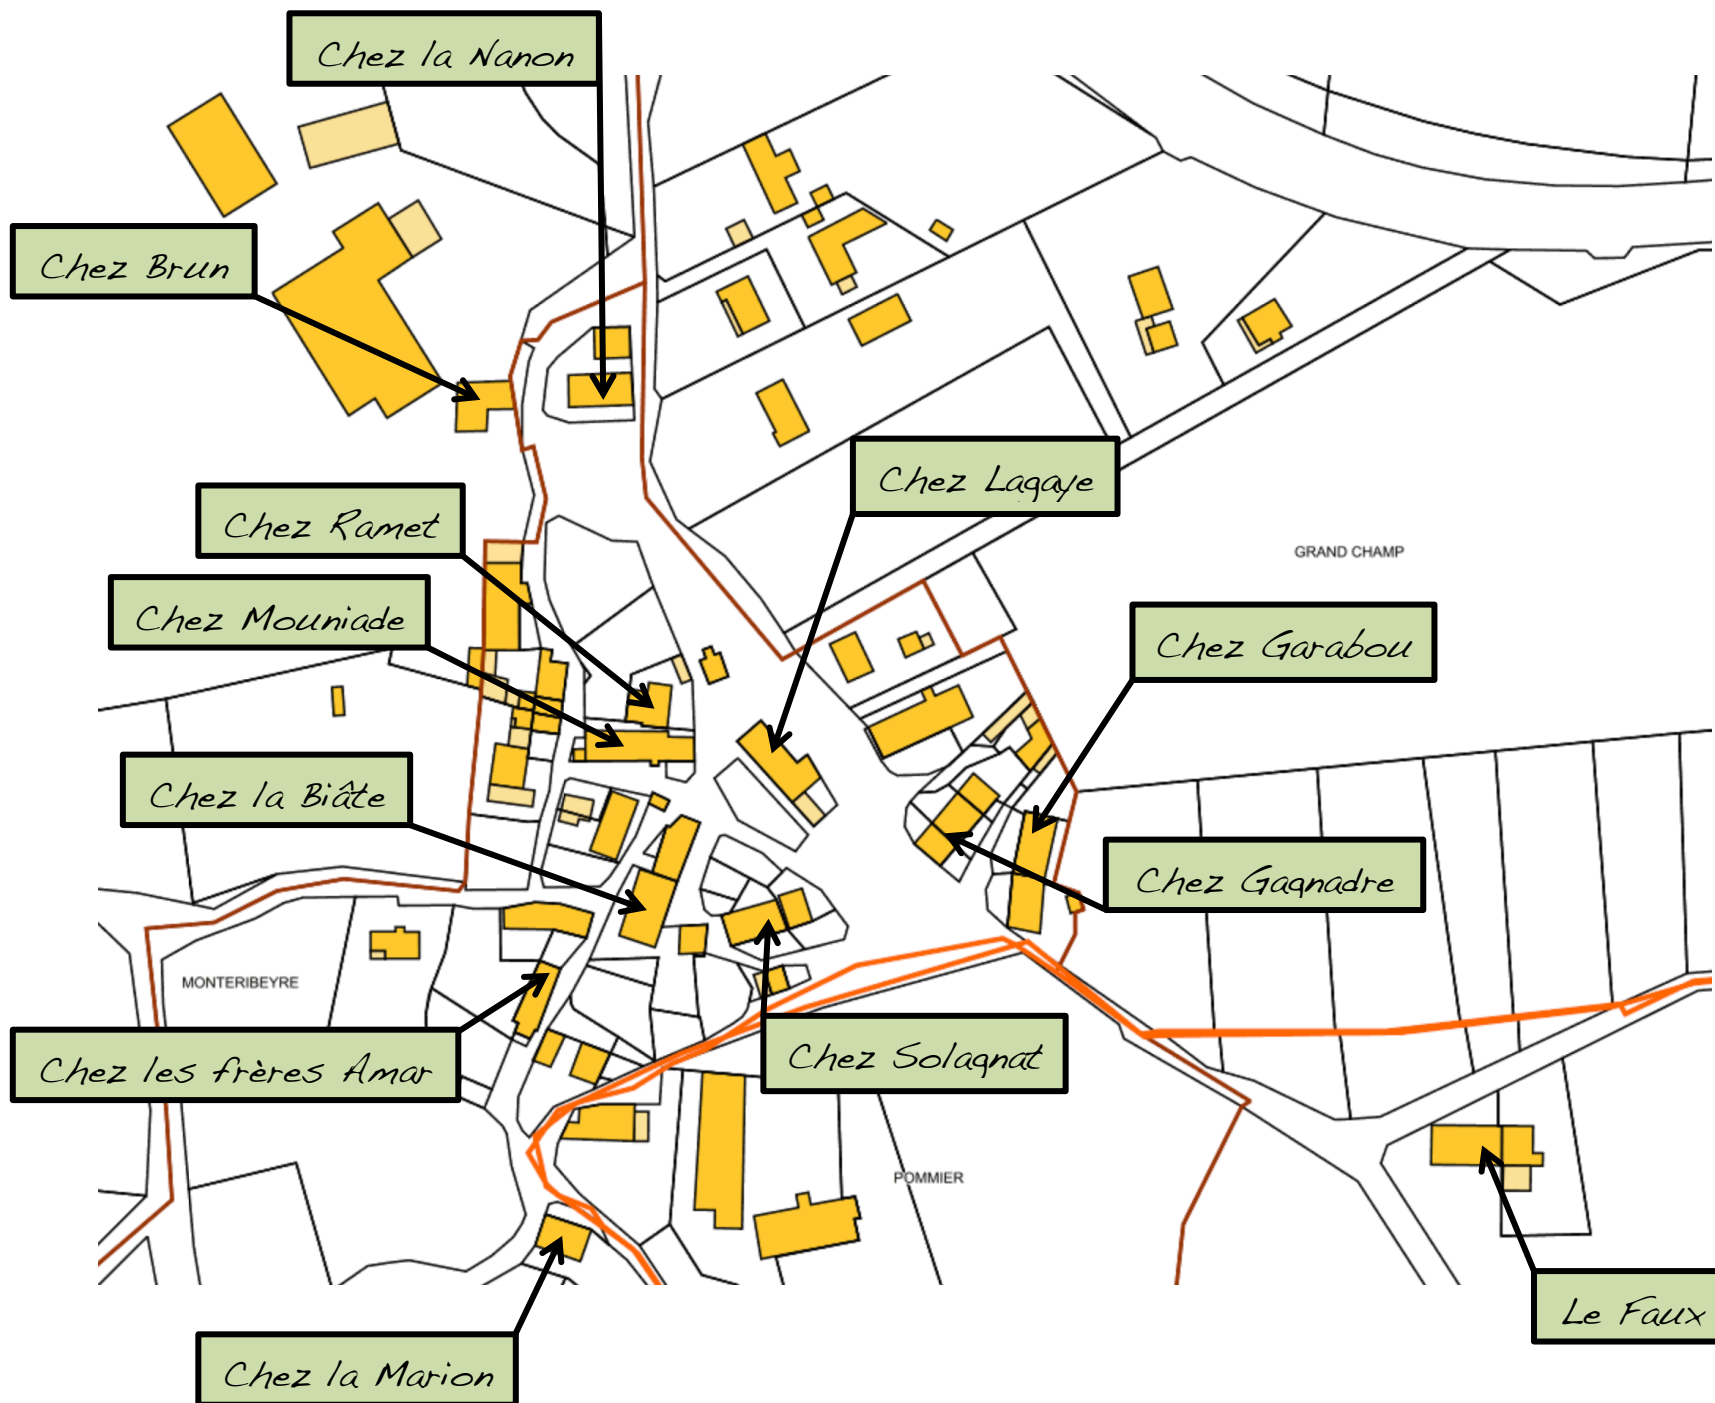 Chez la Nanon
Chez Brun
Chez Lagaye
Chez Ramet
GRAND CHAMP
Chez Mouniade
Chez Garabou
Chez la Biâte
Chez Gagnadre
MONTERIBEYRE
Chez les frères Amar
Chez Solagnat
POMMIER
Le Faux
Chez la Marion